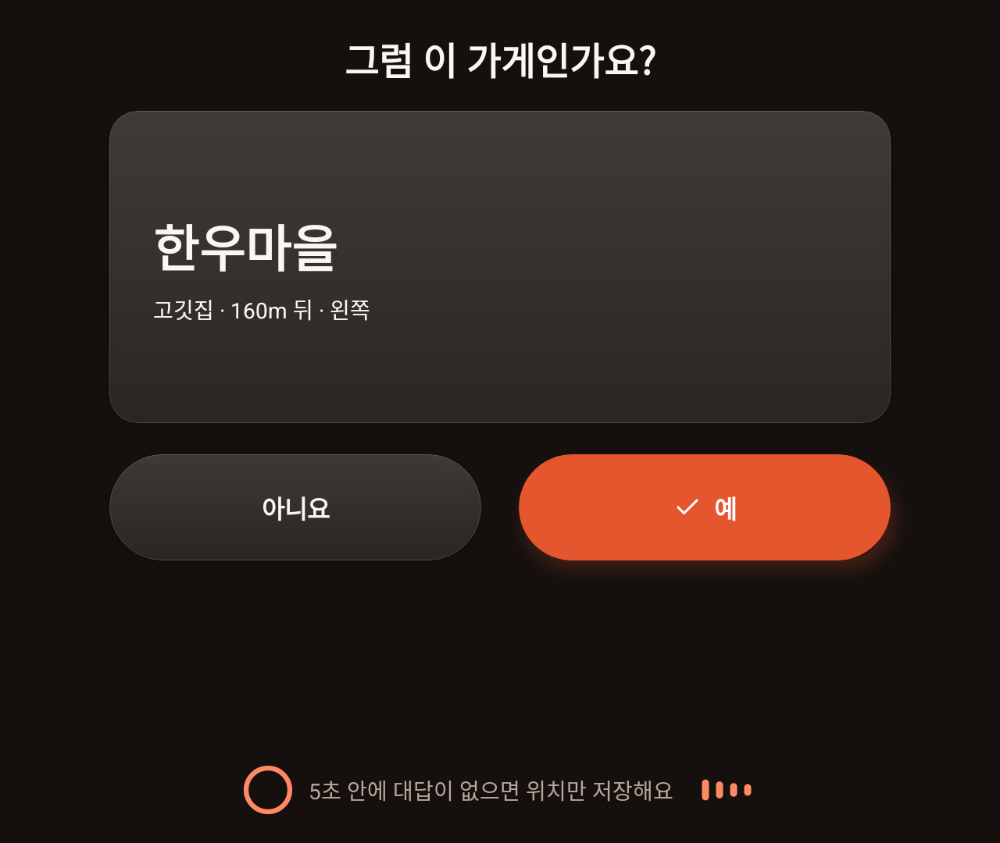 그럼 이 가게인가요?
한우마을
고깃집 · 160m 뒤 · 왼쪽
아니요
예
5초 안에 대답이 없으면 위치만 저장해요